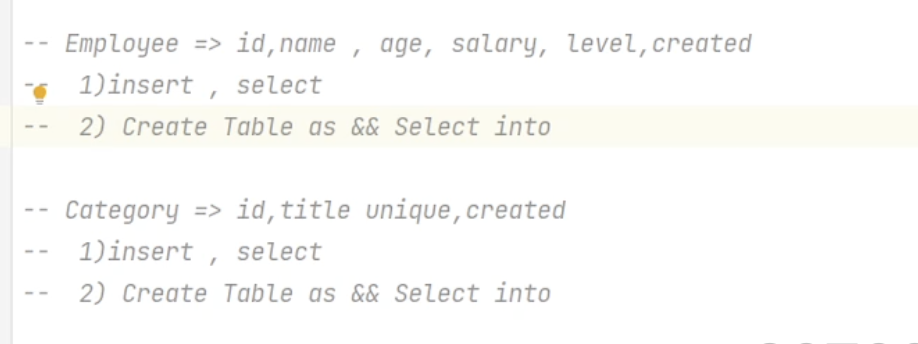 -- Employee => id,name , age, salary, level,created
-- 1)insert , select
-- 2) Create Table as && Select into
-- Category => id,title unique,created
-- 1)insert , select
-- 2) Create Table as && Select into